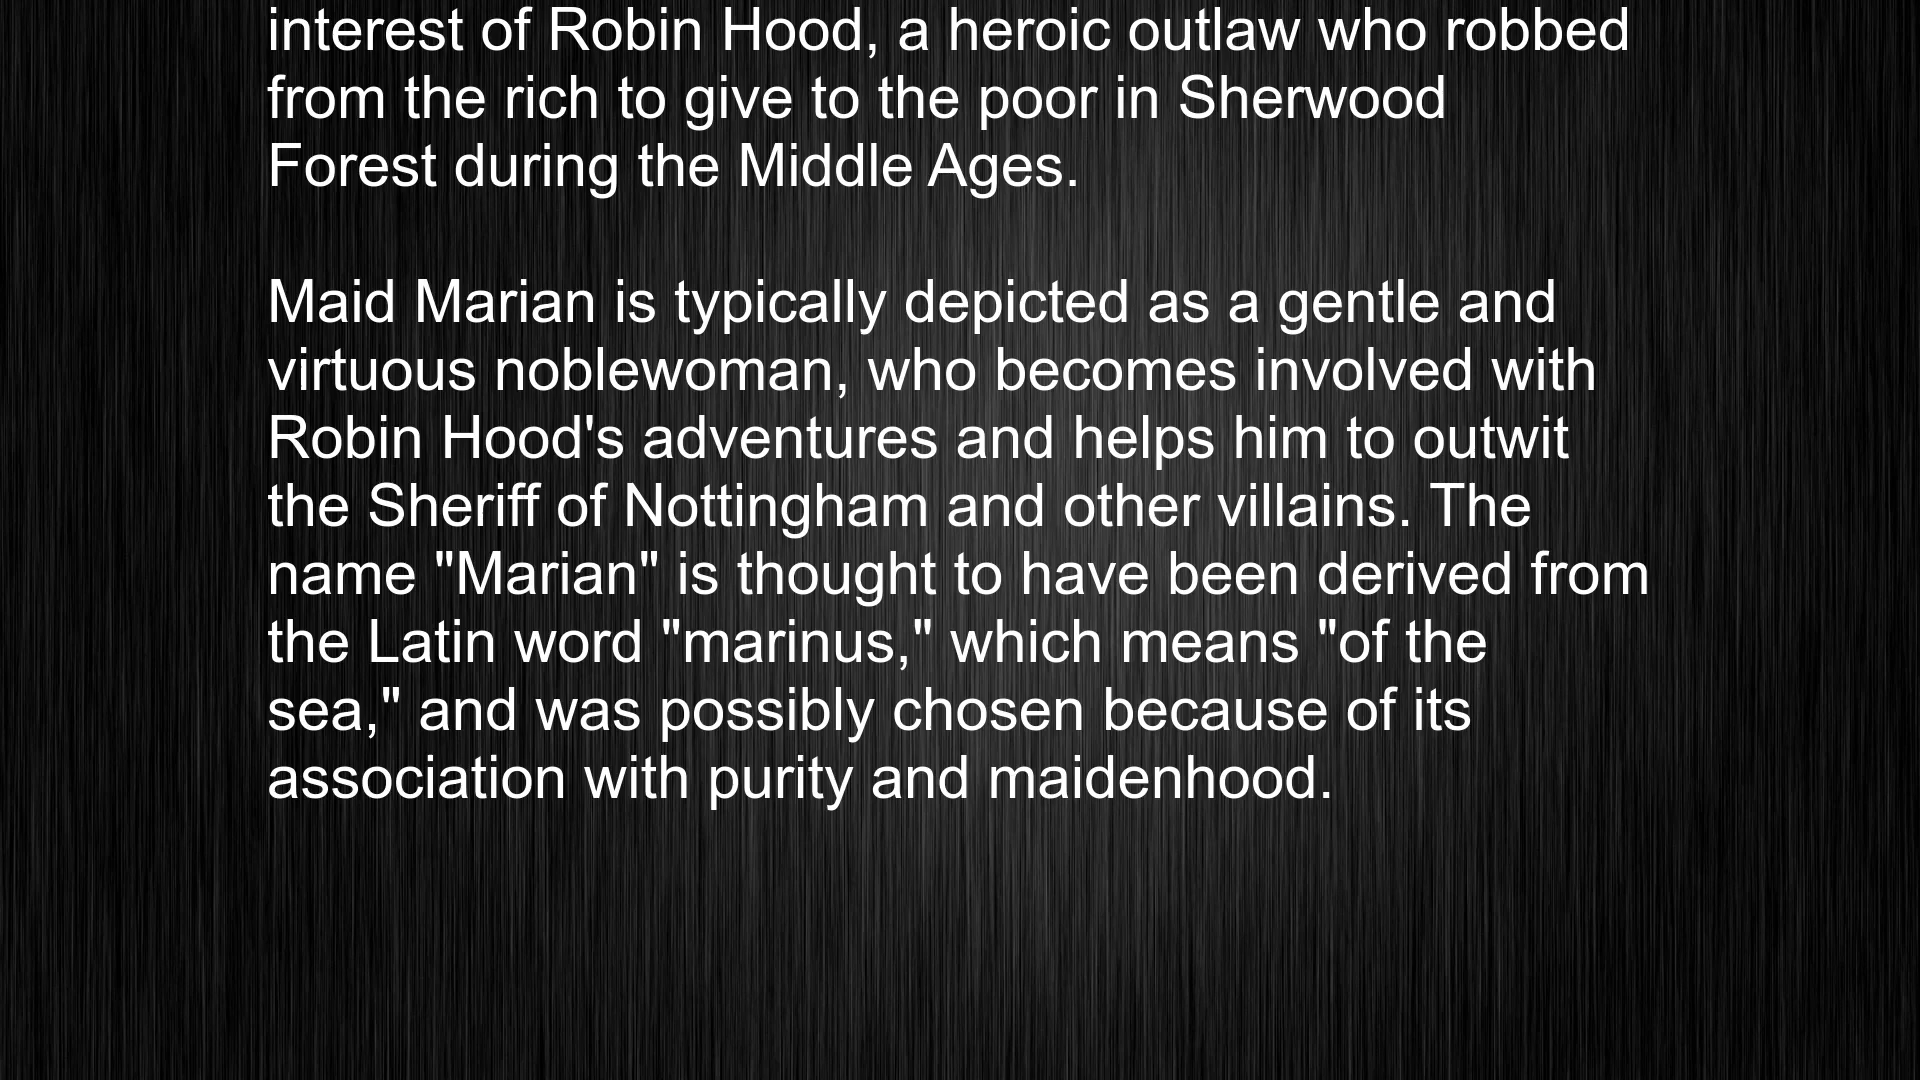 interest of Robin Hood, a heroic outlaw who robbed
from the rich to give to the poor in Sherwood
Forest during the Middle Ages.
Maid Marian is typically depicted as a gentle and
virtuous noblewoman, who becomes involved with
Robin Hood's adventures and helps him to outwit
the Sheriff of Nottingham and other villains. The
name "Marian" is thought to have been derived from
the Latin word "marinus," which means "of the
sea," and was possibly chosen because of its
association with purity and maidenhood.